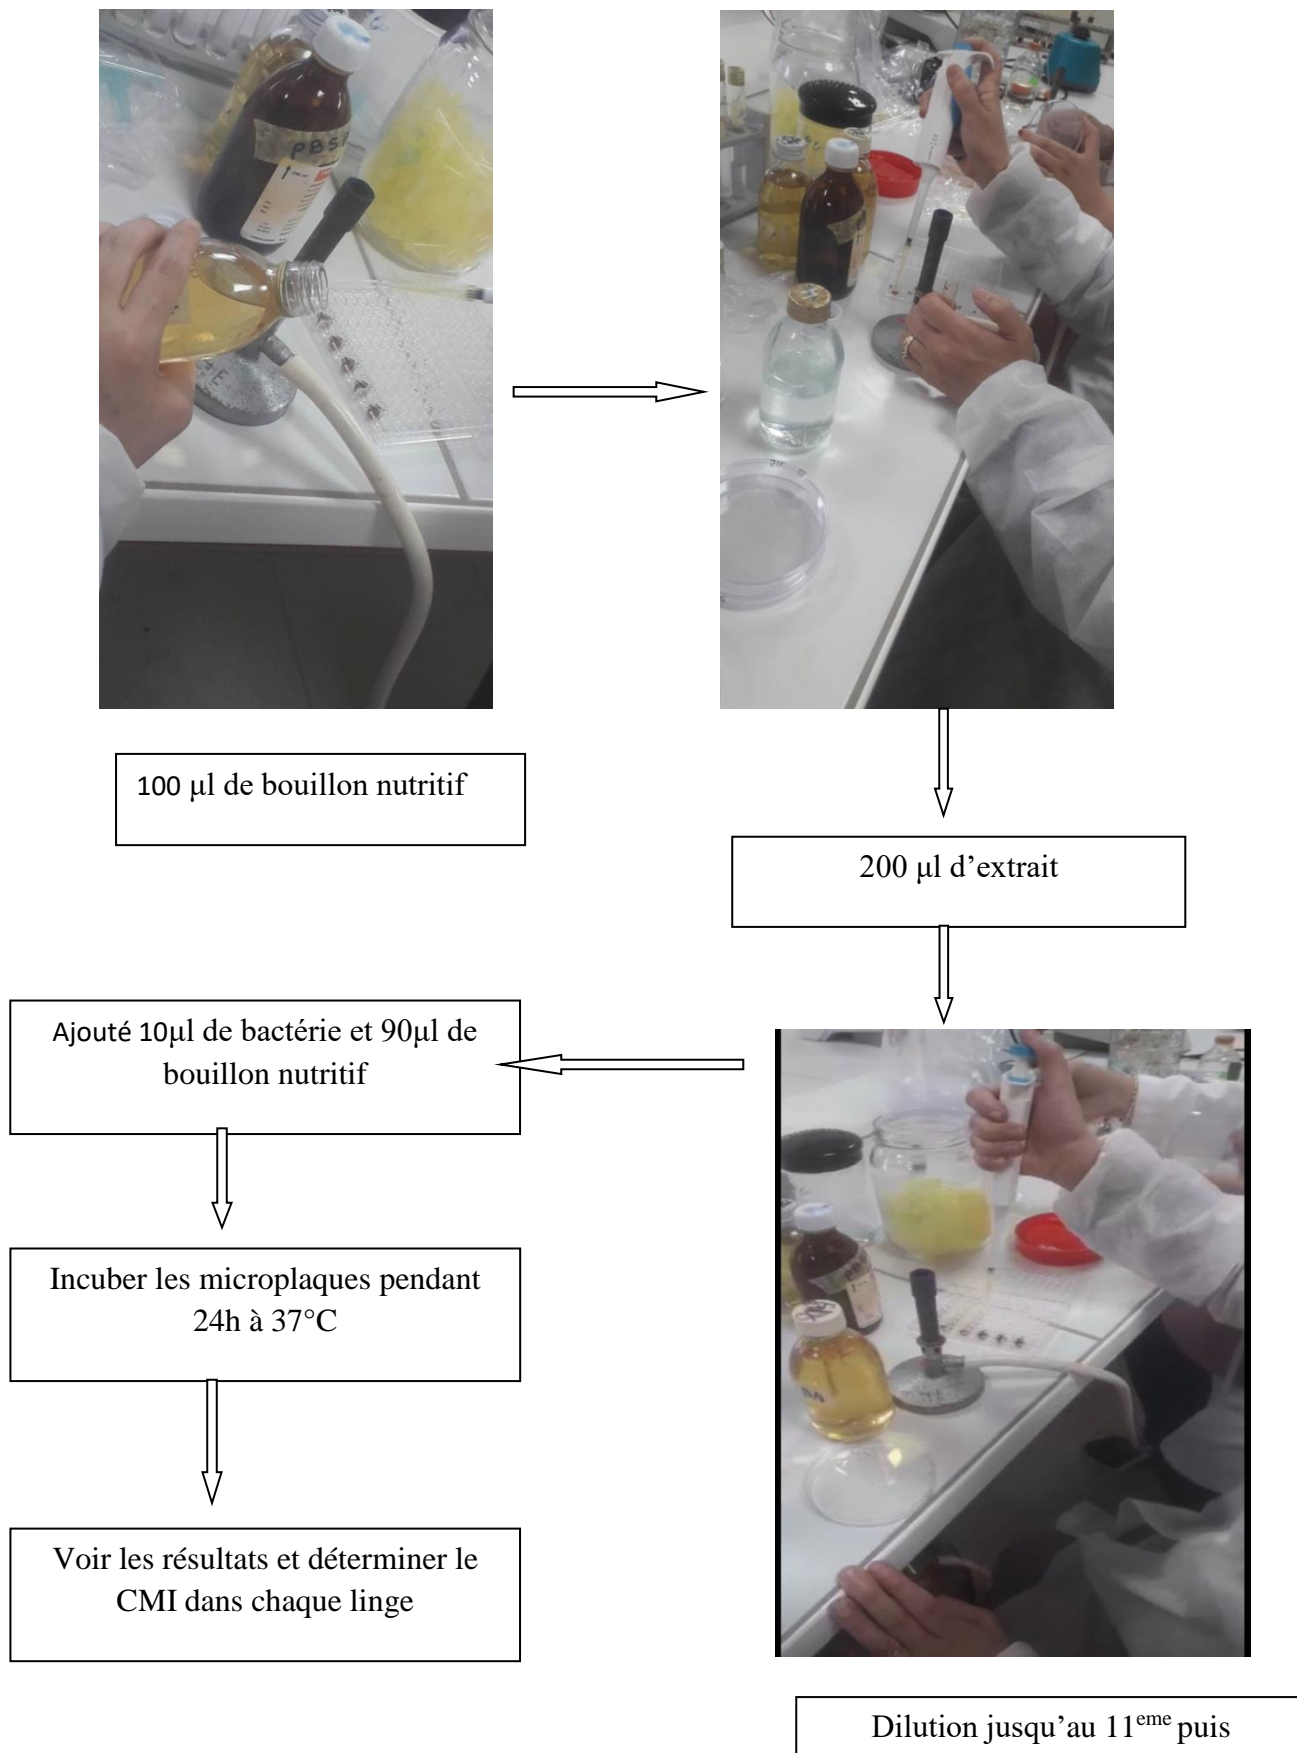 PBS
100 µl de bouillon nutritif
200 µl d’extrait
Ajouté 10µl de bactérie et 90µl de
bouillon nutritif
Incuber les microplaques pendant
24h à 37°C
Voir les résultats et déterminer le
CMI dans chaque linge
Dilution jusqu’au 11eme puis